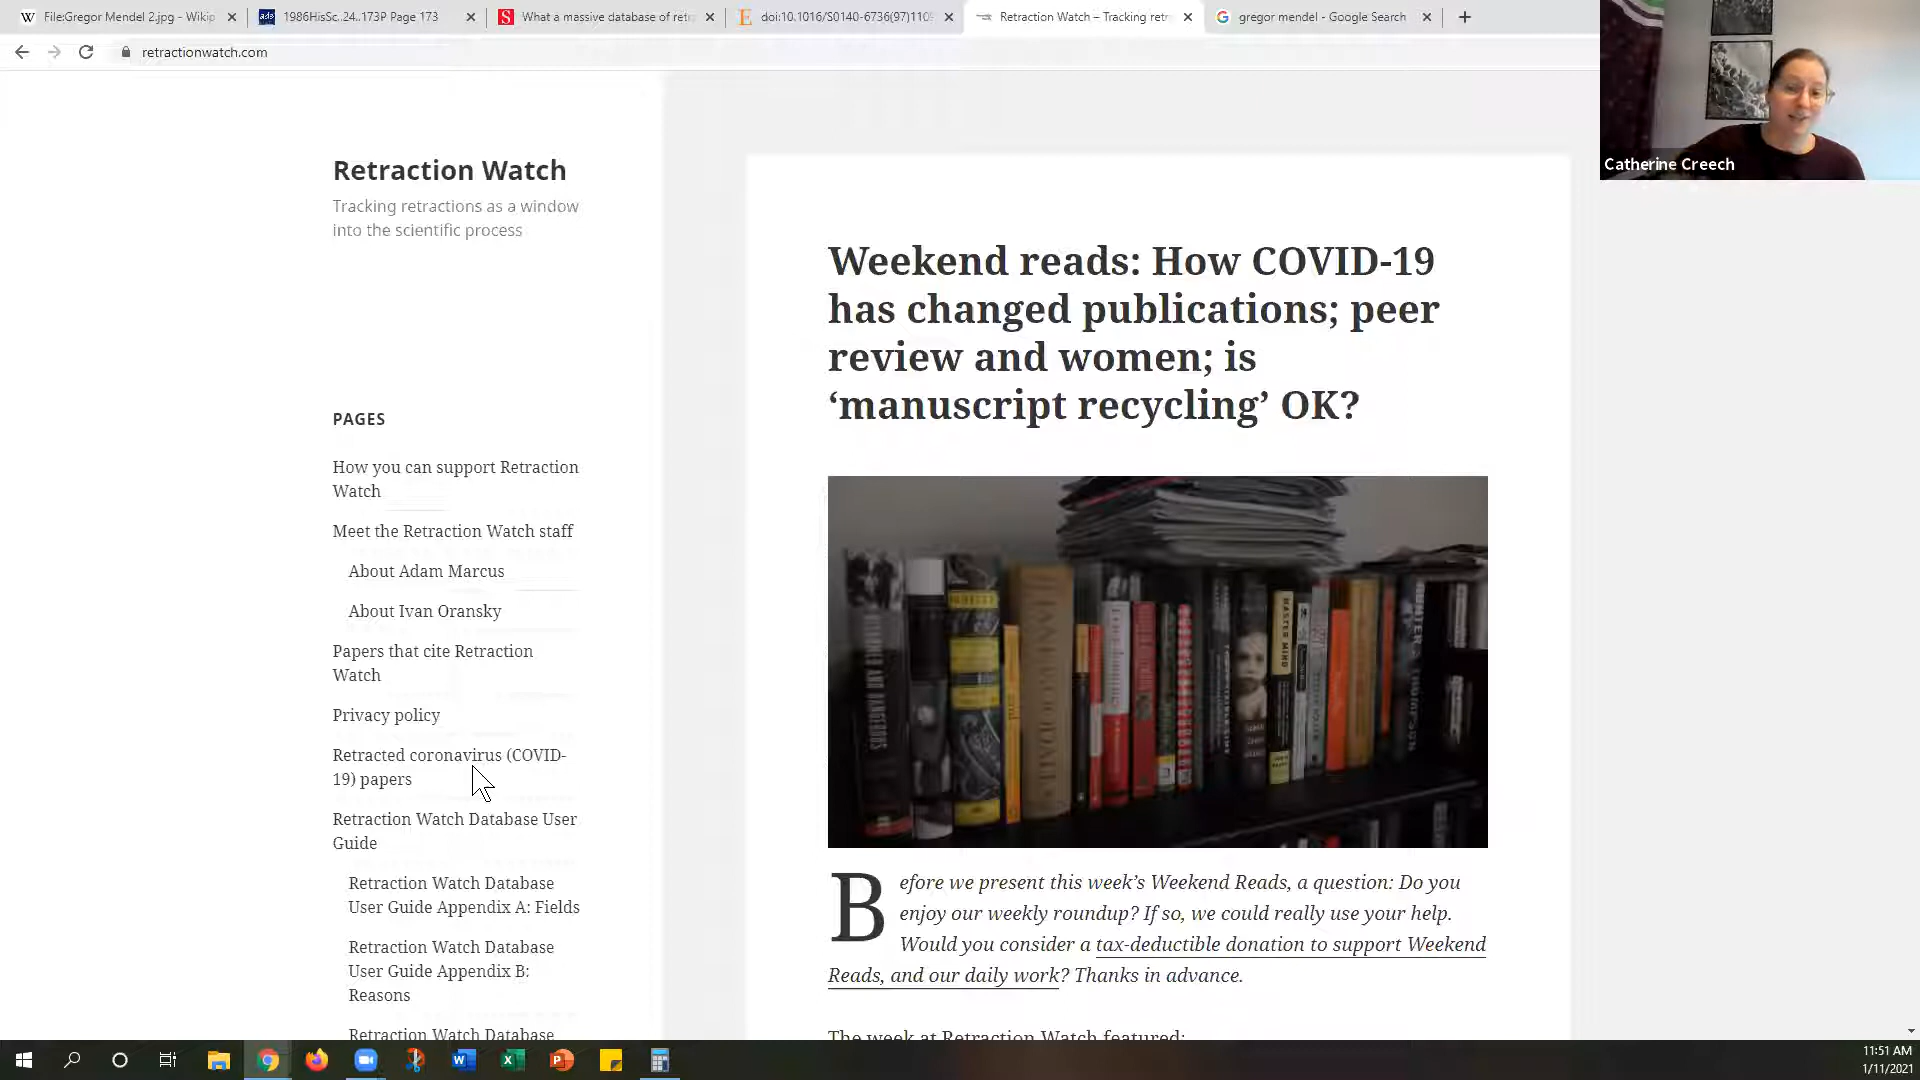 File:Gregor Mendel 2.jpg - Wikip
1986HisSc..24..173P Page 173
What a massive database of retr
doi:10.1016/S0140-6736(97)1109
Retraction Watch – Tracking retr
gregor mendel - Google Search
retractionwatch.com
Catherine Creech
Retraction Watch
Tracking retractions as a window
into the scientific process
PAGES
How you can support Retraction
Watch
Meet the Retraction Watch staff
About Adam Marcus
About Ivan Oransky
Papers that cite Retraction
Watch
Privacy policy
Retracted coronavirus (COVID-
19) papers
Retraction Watch Database User
Guide
Retraction Watch Database
User Guide Appendix A: Fields
Retraction Watch Database
User Guide Appendix B:
Reasons
Retraction Watch Database
Weekend reads: How COVID-19
has changed publications; peer
review and women; is
‘manuscript recycling’ OK?
MASTER MIND
Before we present this week’s Weekend Reads, a question: Do you
enjoy our weekly roundup? If so, we could really use your help.
Would you consider a tax-deductible donation to support Weekend
Reads, and our daily work? Thanks in advance.
The week at Retraction Watch featured:
11:51 AM
1/11/2021